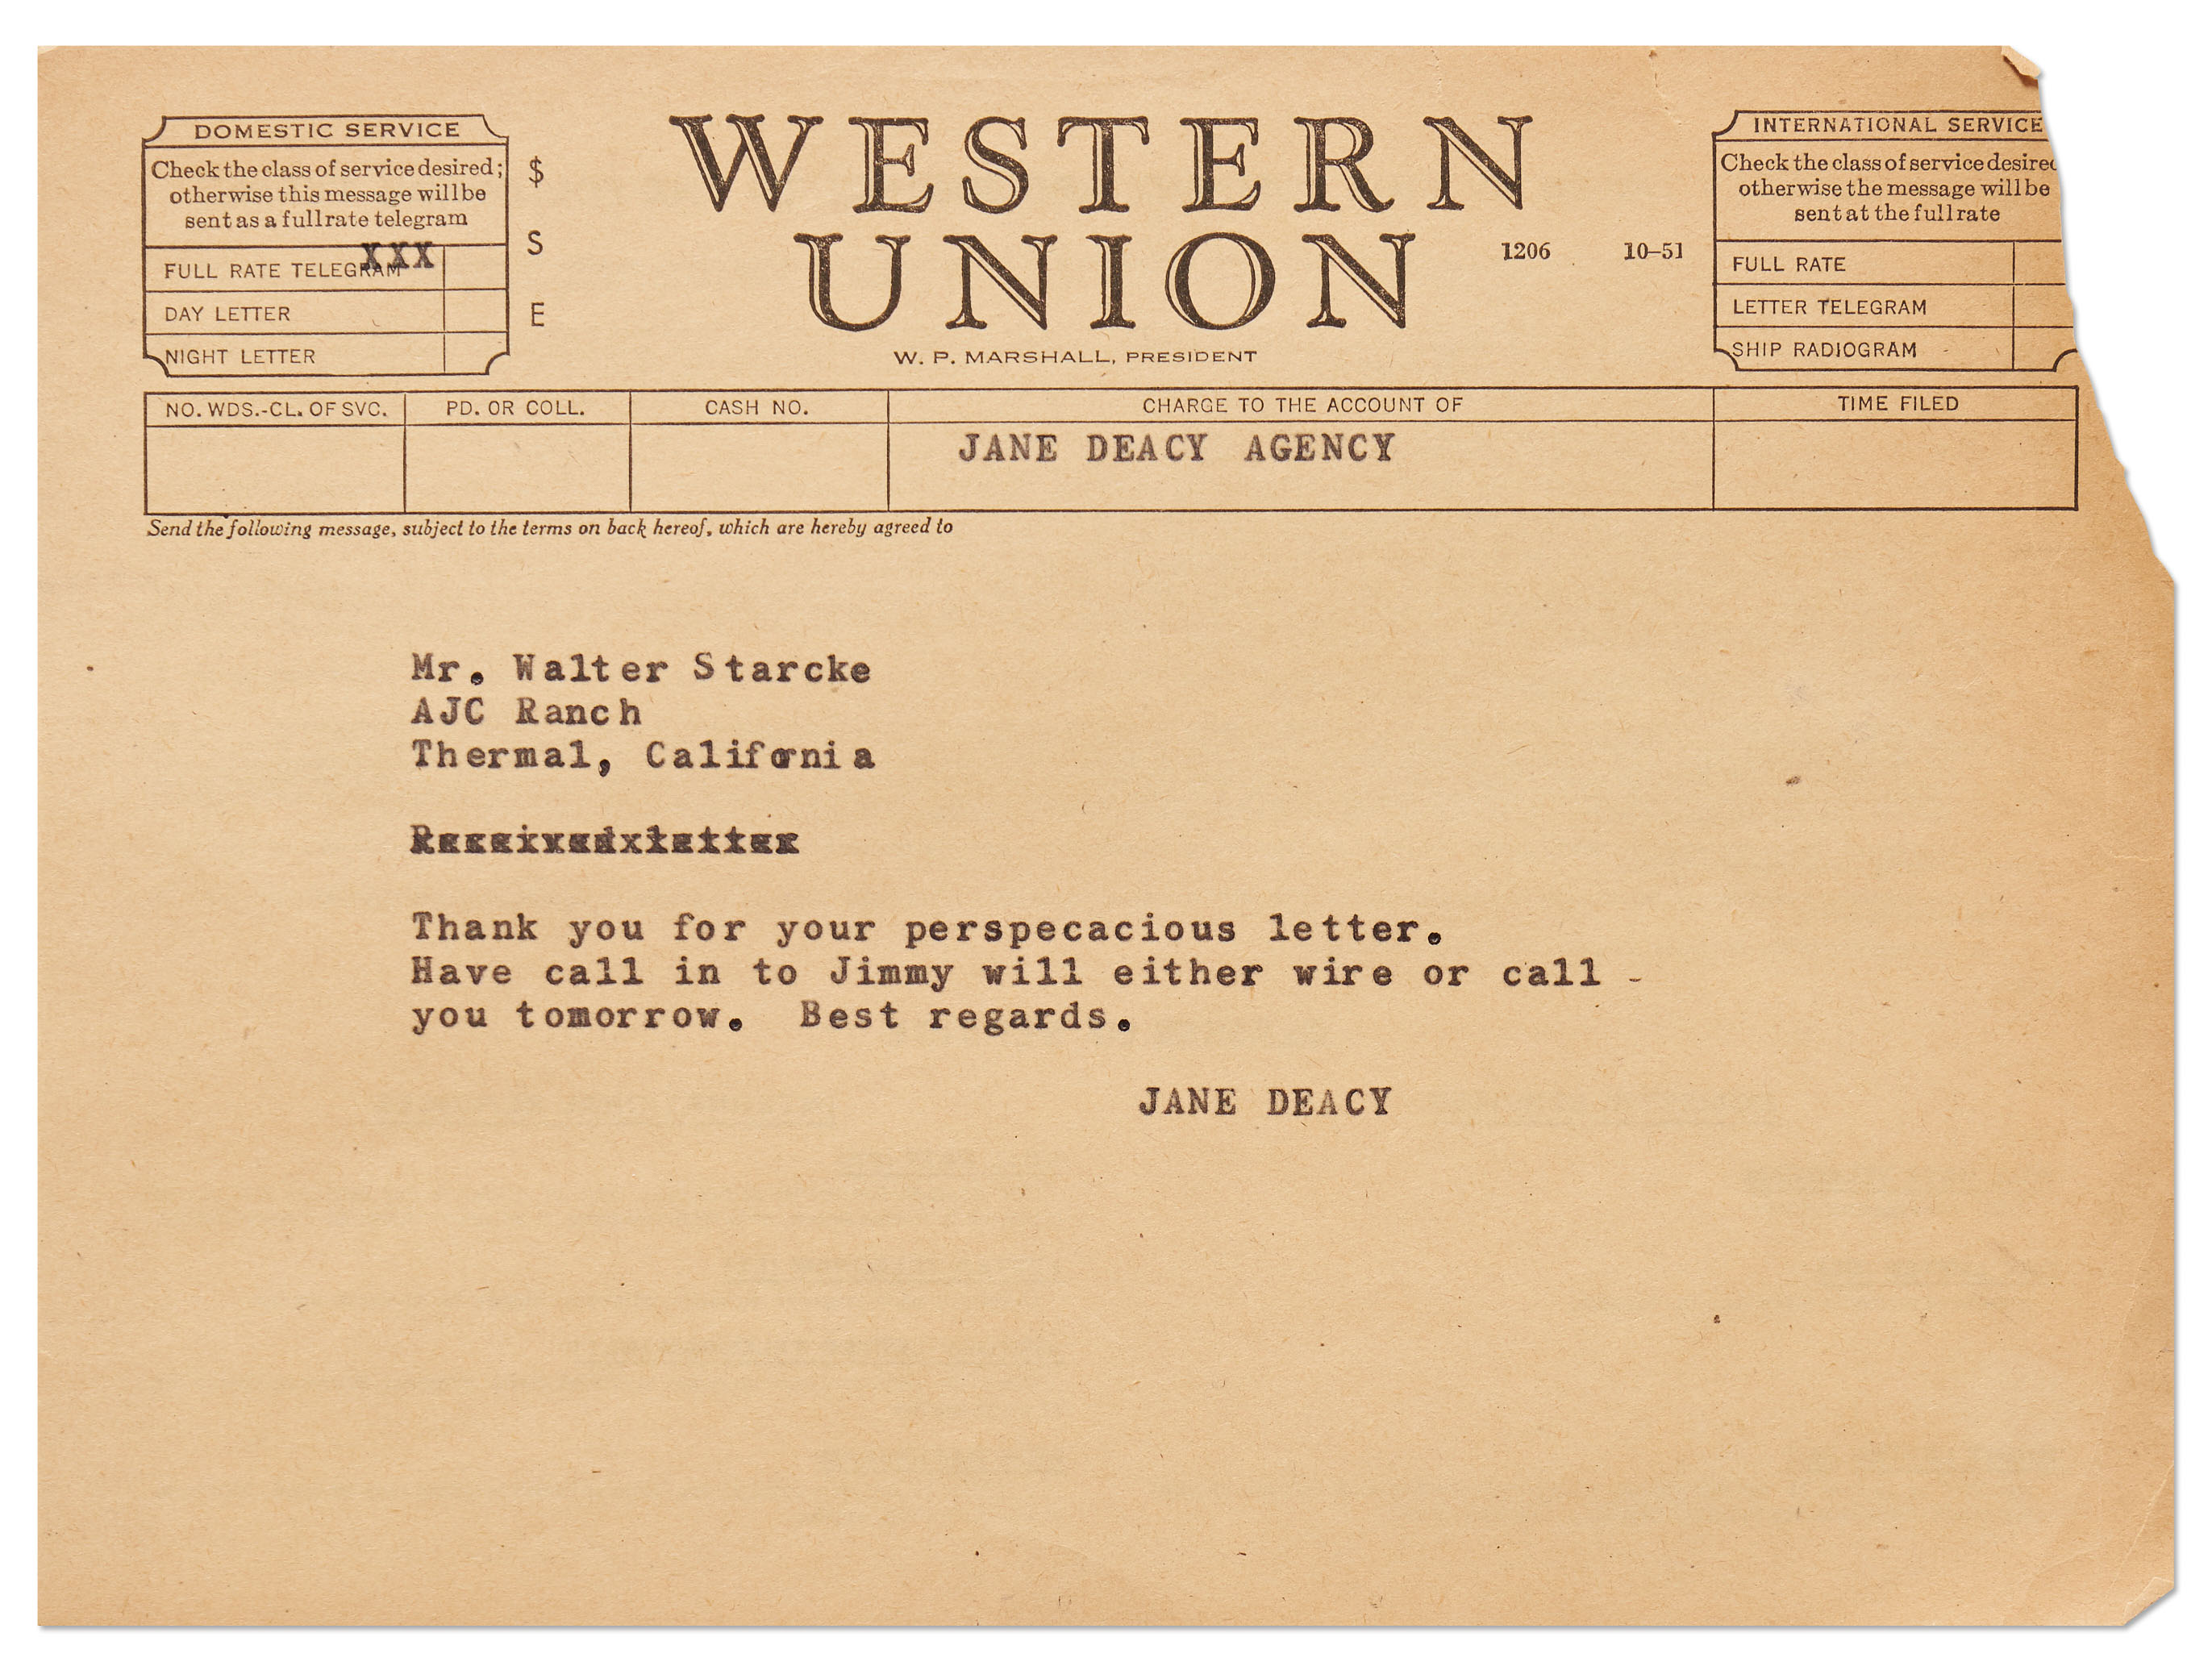 DOMESTIC SERVICE
Check the class of service desired;
otherwise this message will be
sent as a full rate telegram
FULL RATE TELEGRAM XXX
DAY LETTER
NIGHT LETTER
$
S
E
WESTERN
UNION
1206 10-51
W. P. MARSHALL, PRESIDENT
INTERNATIONAL SERVICE
Check the class of service desired
otherwise the message will be
sent at the full rate
FULL RATE
LETTER TELEGRAM
SHIP RADIOGRAM
NO. WDS.-CL. OF SVC. PD. OR COLL. CASH NO. CHARGE TO THE ACCOUNT OF TIME FILED
JANE DEACY AGENCY
Send the following message, subject to the terms on back hereof, which are hereby agreed to
Mr. Walter Starcke
AJC Ranch
Thermal, California
Received letter
Thank you for your perspecacious letter.
Have call in to Jimmy will either wire or call -
you tomorrow. Best regards.
JANE DEACY